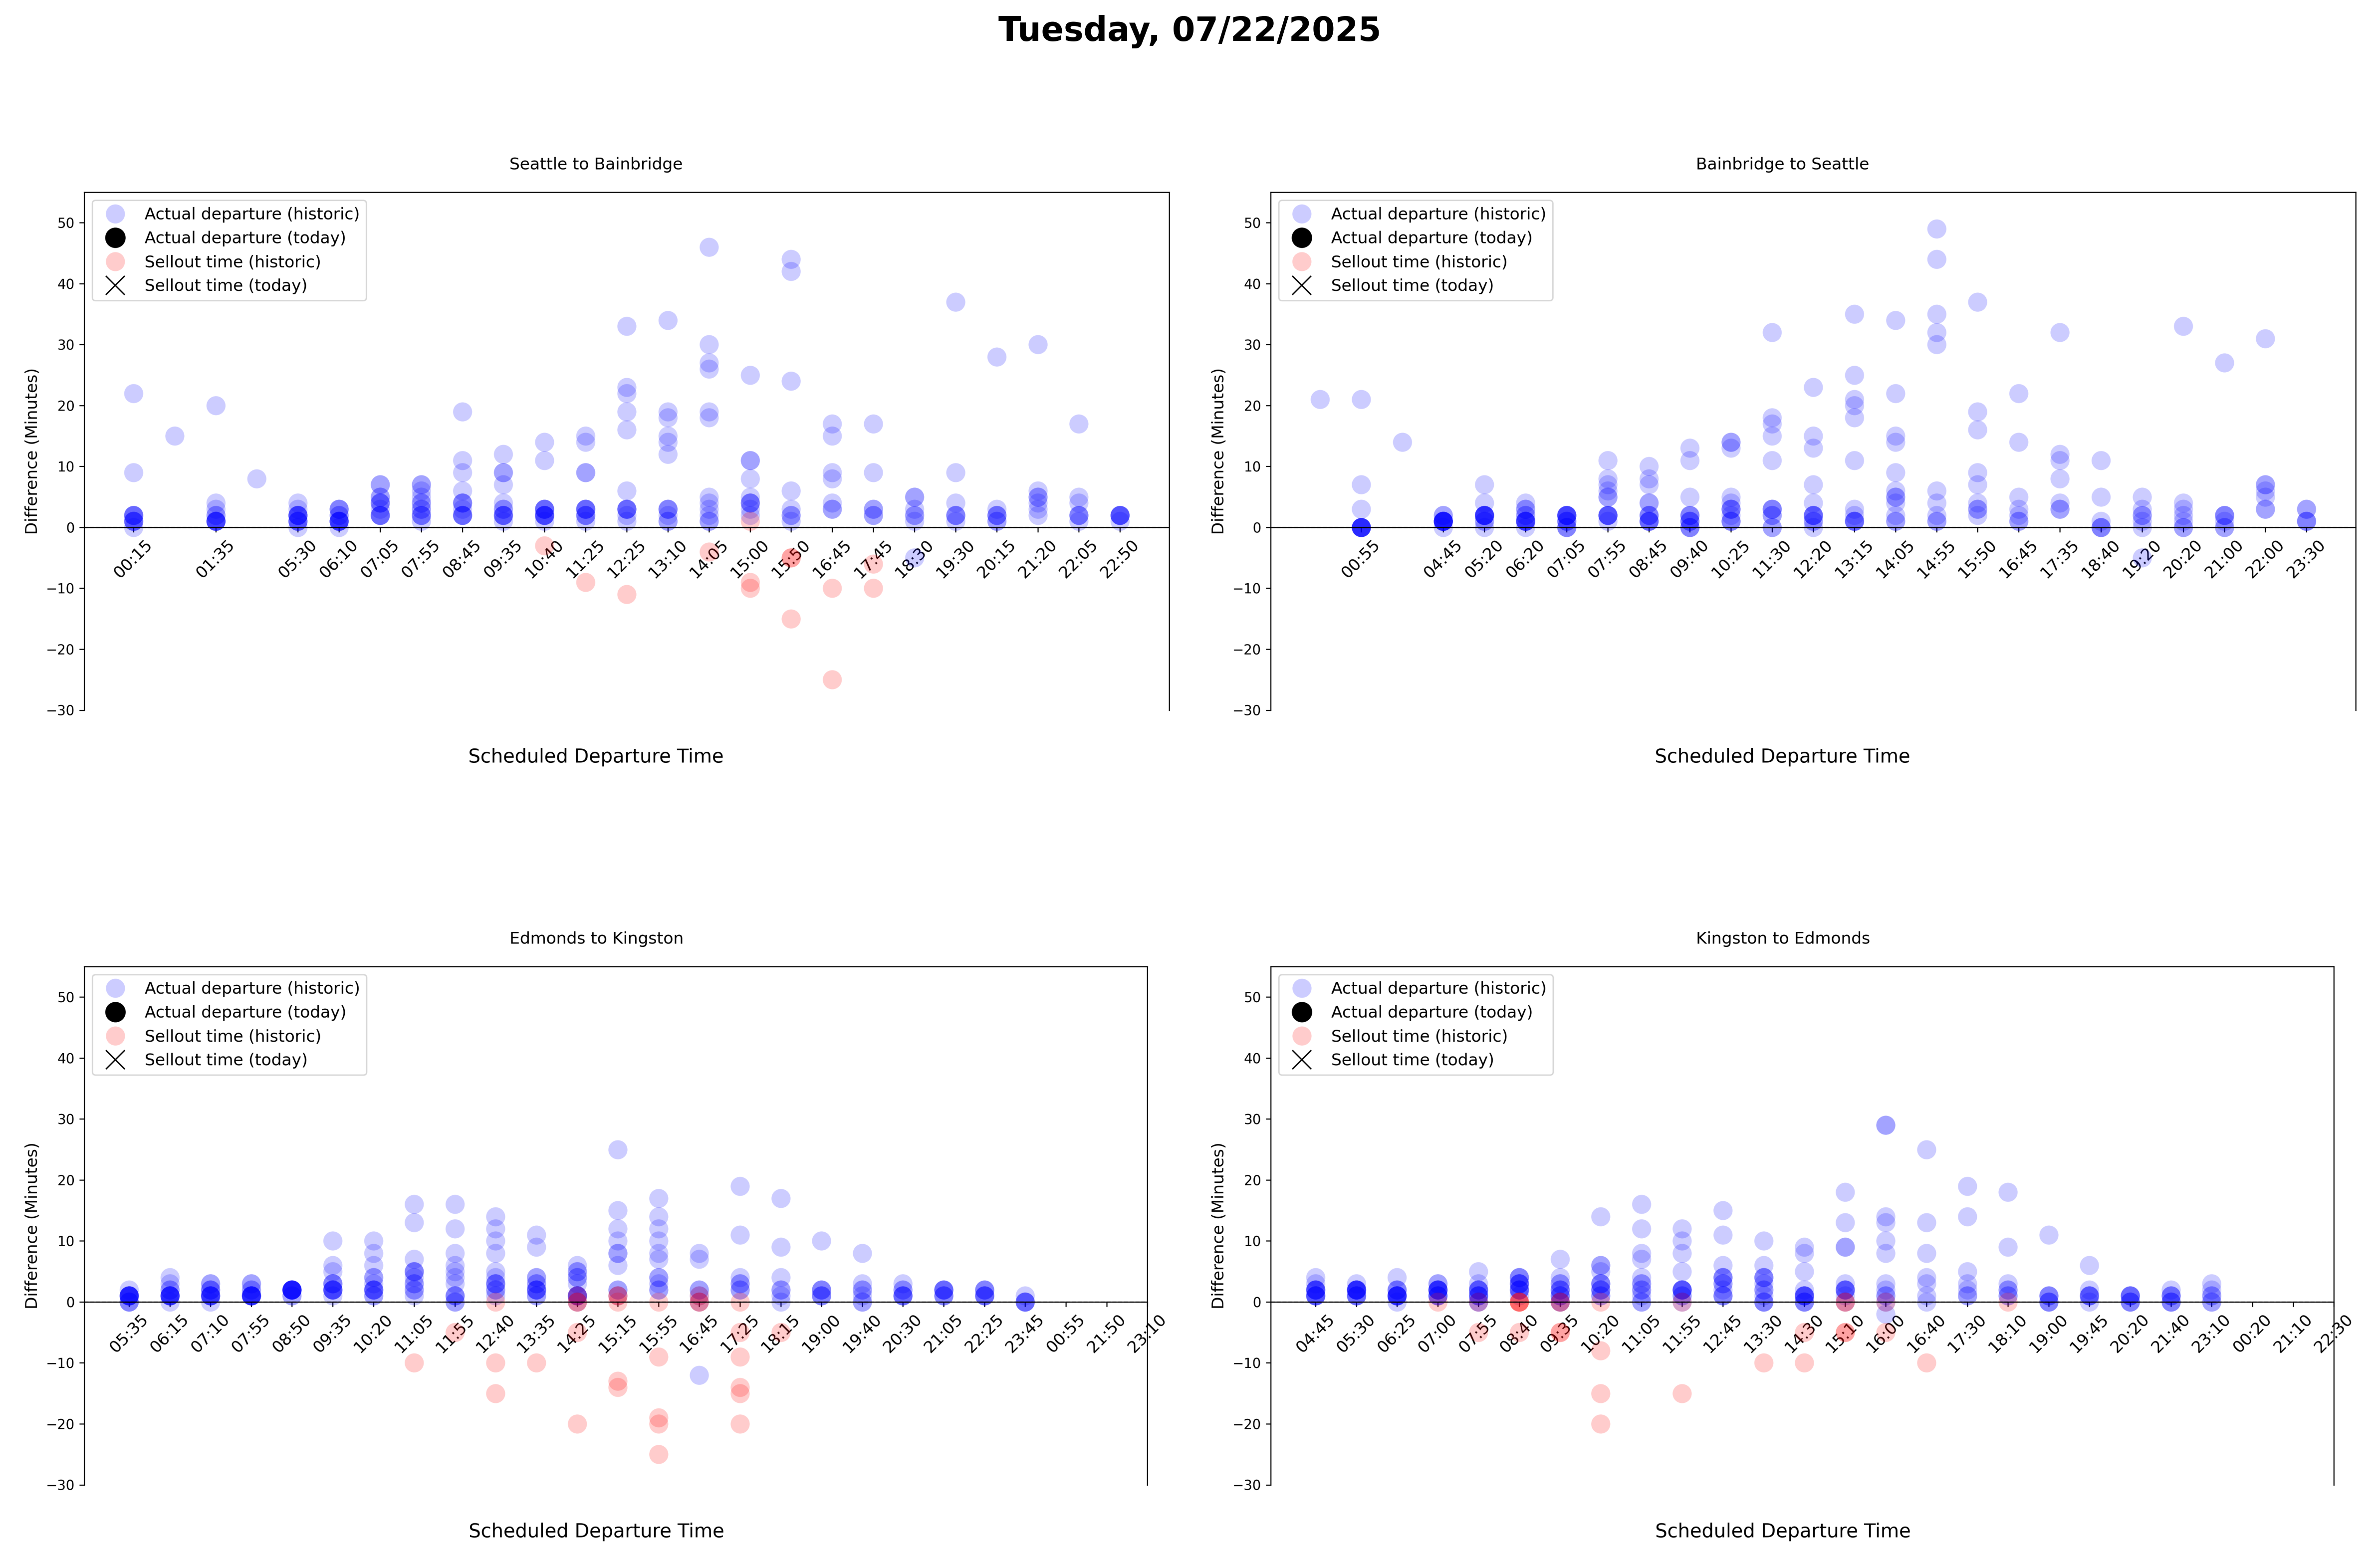 Tuesday, 07/22/2025
Seattle to Bainbridge
Actual departure (historic)
Actual departure (today)
Sellout time (historic)
Sellout time (today)
Difference (Minutes)
50
40
30
20
10
0
−10
−20
−30
00:15 01:35 05:30 06:10 07:05 07:55 08:45 09:35 10:40 11:25 12:25 13:10 14:05 15:00 15:50 16:45 17:45 18:30 19:30 20:15 21:20 22:05 22:50
Scheduled Departure Time
Bainbridge to Seattle
Actual departure (historic)
Actual departure (today)
Sellout time (historic)
Sellout time (today)
Difference (Minutes)
50
40
30
20
10
0
−10
−20
−30
00:55 04:45 05:20 06:20 07:05 07:55 08:45 09:40 10:25 11:30 12:20 13:15 14:05 14:55 15:50 16:45 17:35 18:40 19:20 20:20 21:00 22:00 23:30
Scheduled Departure Time
Edmonds to Kingston
Actual departure (historic)
Actual departure (today)
Sellout time (historic)
Sellout time (today)
Difference (Minutes)
50
40
30
20
10
0
−10
−20
−30
05:35 06:15 07:10 07:55 08:50 09:35 10:20 11:05 11:55 12:40 13:35 14:25 15:15 15:55 16:45 17:25 18:15 19:00 19:40 20:30 21:05 22:25 23:45 00:55 21:50 23:10
Scheduled Departure Time
Kingston to Edmonds
Actual departure (historic)
Actual departure (today)
Sellout time (historic)
Sellout time (today)
Difference (Minutes)
50
40
30
20
10
0
−10
−20
−30
04:45 05:30 06:25 07:00 07:55 08:40 09:35 10:20 11:05 11:55 12:45 13:30 14:30 15:10 16:00 16:40 17:30 18:10 19:00 19:45 20:20 21:40 23:10 00:20 21:10 22:30
Scheduled Departure Time